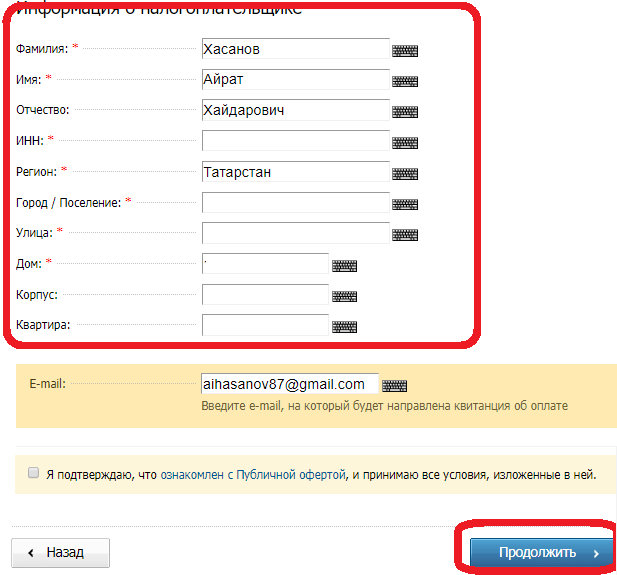 Информация о налогоплательщике
Фамилия: * Хасанов
Имя: * Айрат
Отчество: Хайдарович
ИНН: *
Регион: * Татарстан
Город / Поселение: *
Улица: *
Дом: *
Корпус:
Квартира:
E-mail: aihasanov87@gmail.com
Введите e-mail, на который будет направлена квитанция об оплате
Я подтверждаю, что ознакомлен с Публичной офертой, и принимаю все условия, изложенные в ней.
‹ Назад
Продолжить ›